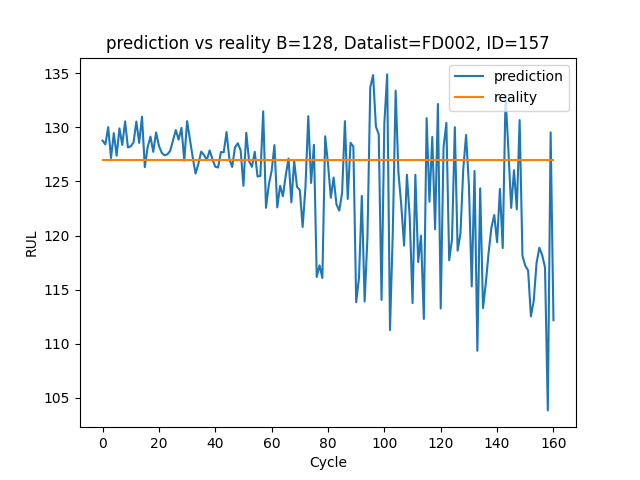 prediction vs reality B=128, Datalist=FD002, ID=157
prediction
reality
135
130
125
120
115
110
105
RUL
0 20 40 60 80 100 120 140 160
Cycle